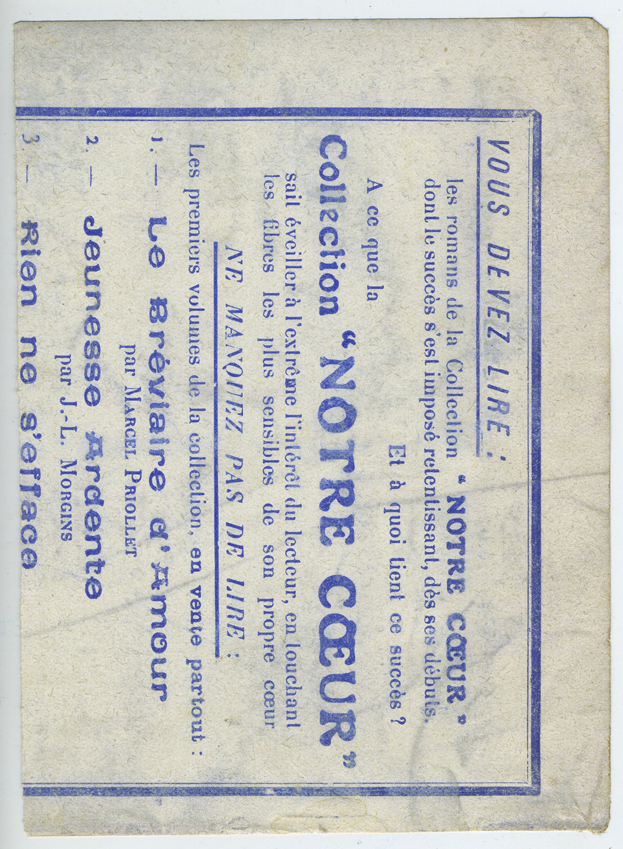 VOUS DEVEZ LIRE :
les romans de la Collection “ NOTRE CŒUR ”
dont le succès s'est imposé retentissant, dès ses débuts.
Et à quoi tient ce succès ?
A ce que la
Collection “NOTRE CŒUR”
sait éveiller à l'extrême l'intérêt du lecteur, en touchant
les fibres les plus sensibles de son propre cœur
NE MANQUEZ PAS DE LIRE :
Les premiers volumes de la collection, en vente partout :
1. — Le Bréviaire d'Amour
par MARCEL PRIOLLET
2. — Jeunesse Ardente
par J.-L. MORGINS
3. — Rien ne s'efface